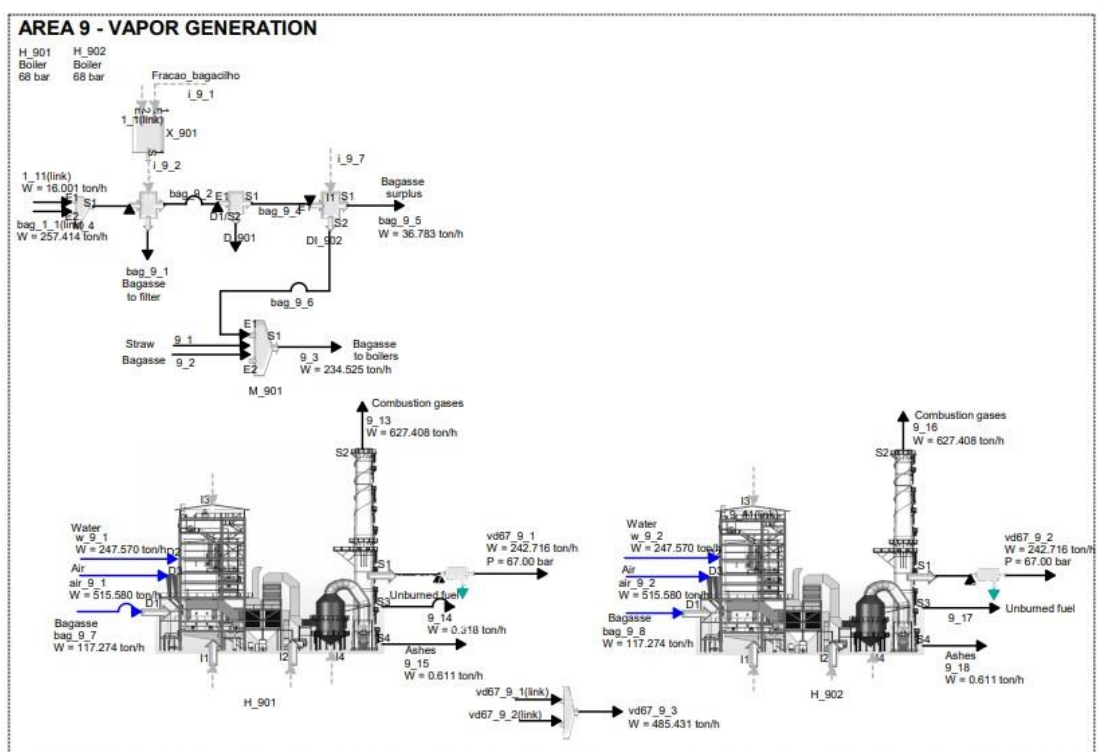 AREA 9 - VAPOR GENERATION
H_901 H_902
Boiler Boiler
68 bar 68 bar
Fracao_bagacilho
i_9_1
1_1(link)
X_901
S1
i_9_2
i_9_7
1_11(link)
W = 16.001 ton/h
E1 S1
E2
bag_1_1(link)
W = 257.414 ton/h
bag_9_2
E1 S1
D1/S2
D_901
bag_9_4
E1 I1 S1
S2
DI_902
Bagasse
surplus
bag_9_5
W = 36.783 ton/h
bag_9_1
Bagasse
to filter
bag_9_6
E1
S1
E2
Straw 9_1
Bagasse 9_2
9_3
W = 234.525 ton/h
Bagasse
to boilers
M_901
Combustion gases
9_13
W = 627.408 ton/h
S2
I3
Water
w_9_1
W = 247.570 ton/h
D2
Air
D3
air_9_1
W = 515.580 ton/h
D1
Bagasse
bag_9_7
W = 117.274 ton/h
S1
vd67_9_1
W = 242.716 ton/h
P = 67.00 bar
S3
Unburned fuel
9_14
W = 0.318 ton/h
S4
Ashes
9_15
W = 0.611 ton/h
I1 I2 I4
H_901
Combustion gases
9_16
W = 627.408 ton/h
S2
I3
Water
w_9_2
W = 247.570 ton/h
D2
Air
D3
air_9_2
W = 515.580 ton/h
D1
Bagasse
bag_9_8
W = 117.274 ton/h
S1
vd67_9_2
W = 242.716 ton/h
P = 67.00 bar
S3
Unburned fuel
9_17
S4
Ashes
9_18
W = 0.611 ton/h
I1 I2 I4
H_902
vd67_9_1(link)
vd67_9_2(link)
vd67_9_3
W = 485.431 ton/h